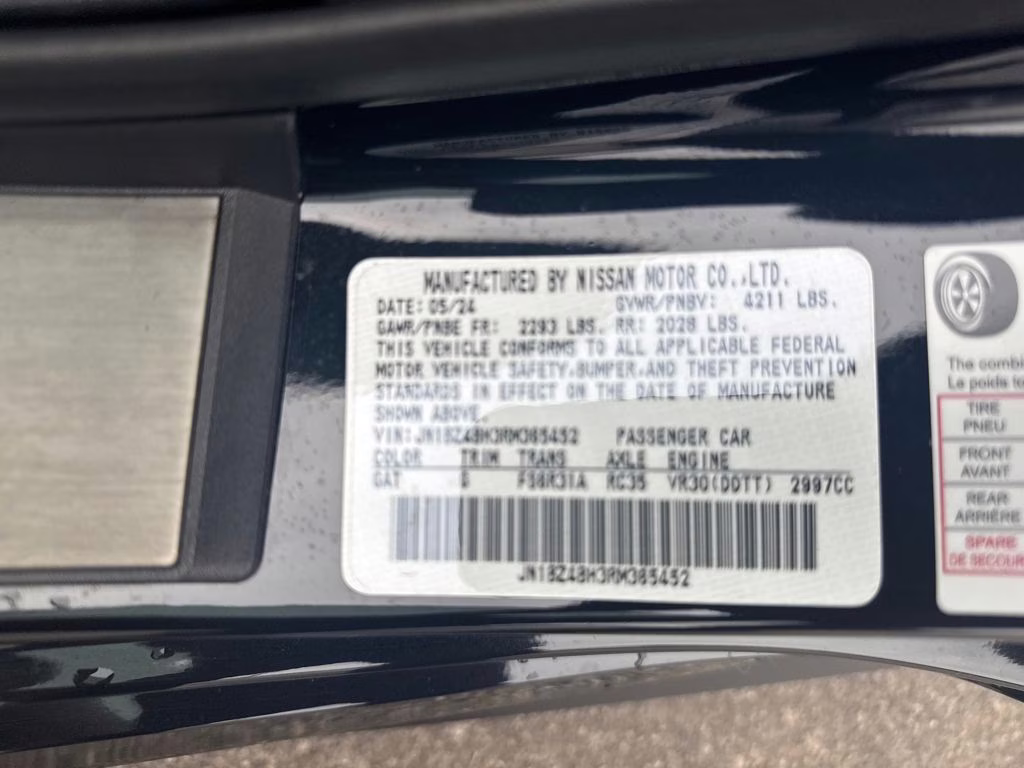 MANUFACTURED BY NISSAN MOTOR CO.,LTD.
DATE: 05/24 GVWR/PNBV: 4211 LBS.
GAWR/PNBE FR: 2293 LBS. RR: 2028 LBS.
THIS VEHICLE CONFORMS TO ALL APPLICABLE FEDERAL
MOTOR VEHICLE SAFETY,BUMPER,AND THEFT PREVENTION
STANDARDS IN EFFECT ON THE DATE OF MANUFACTURE
SHOWN ABOVE.
VIN:JN1BZ4BH3RM365452 PASSENGER CAR
COLOR TRIM TRANS AXLE ENGINE
GAT G FS6R31A RC35 VR30(DDTT) 2997CC
JN1BZ4BH3RM365452
The combi
Le poids to
TIRE
PNEU
FRONT
AVANT
REAR
ARRIÈRE
SPARE
DE SECOUR